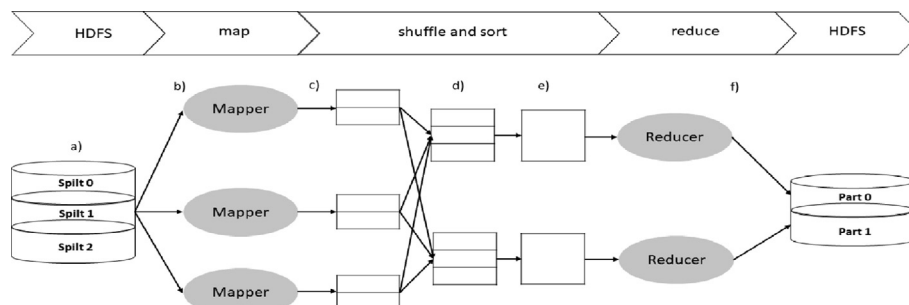 HDFS map shuffle and sort reduce HDFS
b) c) d) e) f)
Mapper
a)
Reducer
Spilt 0
Part 0
Spilt 1 Mapper
Part 1
Spilt 2
Reducer
Mapper